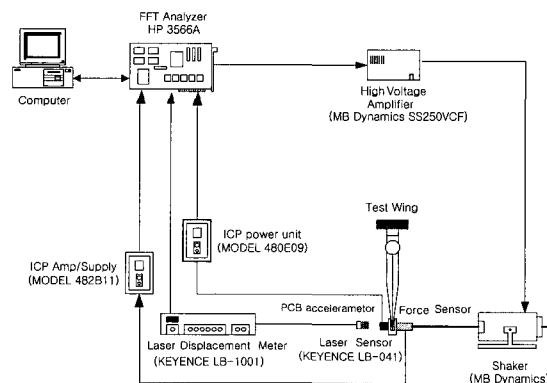 FFT Analyzer
HP 3566A
Computer
High Voltage
Amplifier
(MB Dynamics SS250VCF)
Test Wing
ICP power unit
(MODEL 480E09)
ICP Amp/Supply
(MODEL 482B11)
PCB accelerametor
Force Sensor
Laser Displacement Meter
(KEYENCE LB-1001)
Laser Sensor
(KEYENCE LB-041)
Shaker
(MB Dynamics)